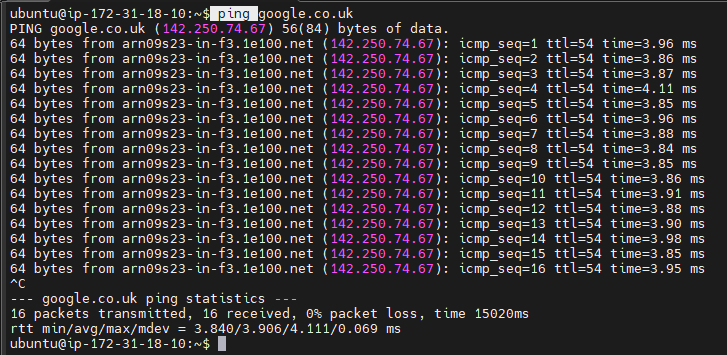 ubuntu@ip-172-31-18-10:~$ ping google.co.uk
PING google.co.uk (142.250.74.67) 56(84) bytes of data.
64 bytes from arn09s23-in-f3.1e100.net (142.250.74.67): icmp_seq=1 ttl=54 time=3.96 ms
64 bytes from arn09s23-in-f3.1e100.net (142.250.74.67): icmp_seq=2 ttl=54 time=3.86 ms
64 bytes from arn09s23-in-f3.1e100.net (142.250.74.67): icmp_seq=3 ttl=54 time=3.87 ms
64 bytes from arn09s23-in-f3.1e100.net (142.250.74.67): icmp_seq=4 ttl=54 time=4.11 ms
64 bytes from arn09s23-in-f3.1e100.net (142.250.74.67): icmp_seq=5 ttl=54 time=3.85 ms
64 bytes from arn09s23-in-f3.1e100.net (142.250.74.67): icmp_seq=6 ttl=54 time=3.96 ms
64 bytes from arn09s23-in-f3.1e100.net (142.250.74.67): icmp_seq=7 ttl=54 time=3.88 ms
64 bytes from arn09s23-in-f3.1e100.net (142.250.74.67): icmp_seq=8 ttl=54 time=3.84 ms
64 bytes from arn09s23-in-f3.1e100.net (142.250.74.67): icmp_seq=9 ttl=54 time=3.85 ms
64 bytes from arn09s23-in-f3.1e100.net (142.250.74.67): icmp_seq=10 ttl=54 time=3.86 ms
64 bytes from arn09s23-in-f3.1e100.net (142.250.74.67): icmp_seq=11 ttl=54 time=3.91 ms
64 bytes from arn09s23-in-f3.1e100.net (142.250.74.67): icmp_seq=12 ttl=54 time=3.88 ms
64 bytes from arn09s23-in-f3.1e100.net (142.250.74.67): icmp_seq=13 ttl=54 time=3.90 ms
64 bytes from arn09s23-in-f3.1e100.net (142.250.74.67): icmp_seq=14 ttl=54 time=3.98 ms
64 bytes from arn09s23-in-f3.1e100.net (142.250.74.67): icmp_seq=15 ttl=54 time=3.85 ms
64 bytes from arn09s23-in-f3.1e100.net (142.250.74.67): icmp_seq=16 ttl=54 time=3.95 ms
^C
--- google.co.uk ping statistics ---
16 packets transmitted, 16 received, 0% packet loss, time 15020ms
rtt min/avg/max/mdev = 3.840/3.906/4.111/0.069 ms
ubuntu@ip-172-31-18-10:~$